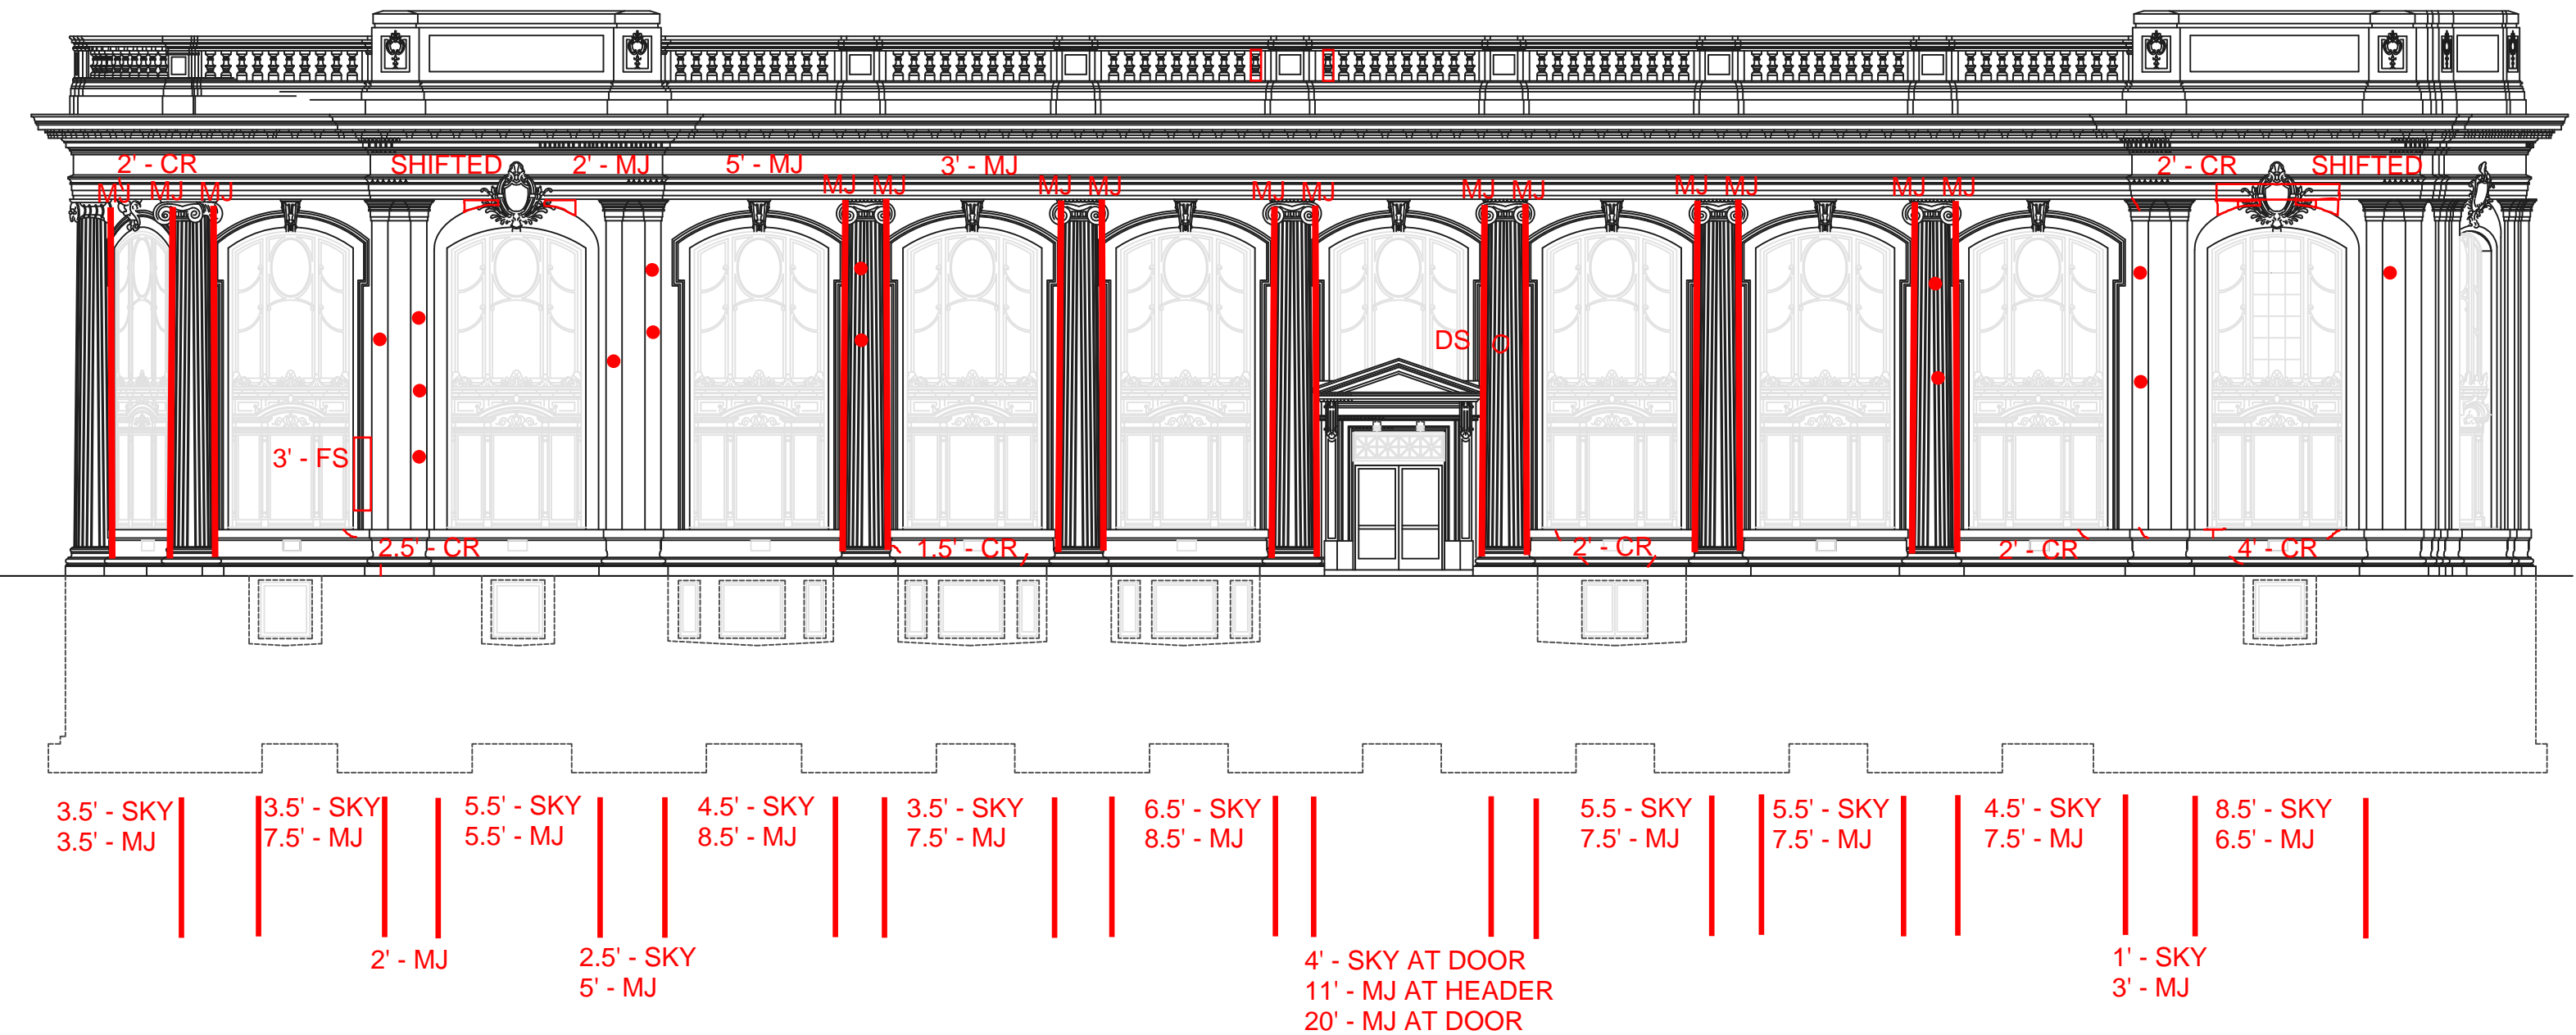 2' - CR
SHIFTED
2' - MJ
5' - MJ
3' - MJ
2' - CR
SHIFTED
MJ MJ MJ
MJ MJ
MJ MJ
MJ MJ
MJ MJ
MJ MJ
MJ MJ
DS
3' - FS
2.5' - CR
1.5' - CR
2' - CR
2' - CR
4' - CR
3.5' - SKY
3.5' - MJ
3.5' - SKY
7.5' - MJ
5.5' - SKY
5.5' - MJ
4.5' - SKY
8.5' - MJ
3.5' - SKY
7.5' - MJ
6.5' - SKY
8.5' - MJ
5.5 - SKY
7.5' - MJ
5.5' - SKY
7.5' - MJ
4.5' - SKY
7.5' - MJ
8.5' - SKY
6.5' - MJ
2' - MJ
2.5' - SKY
5' - MJ
4' - SKY AT DOOR
11' - MJ AT HEADER
20' - MJ AT DOOR
1' - SKY
3' - MJ